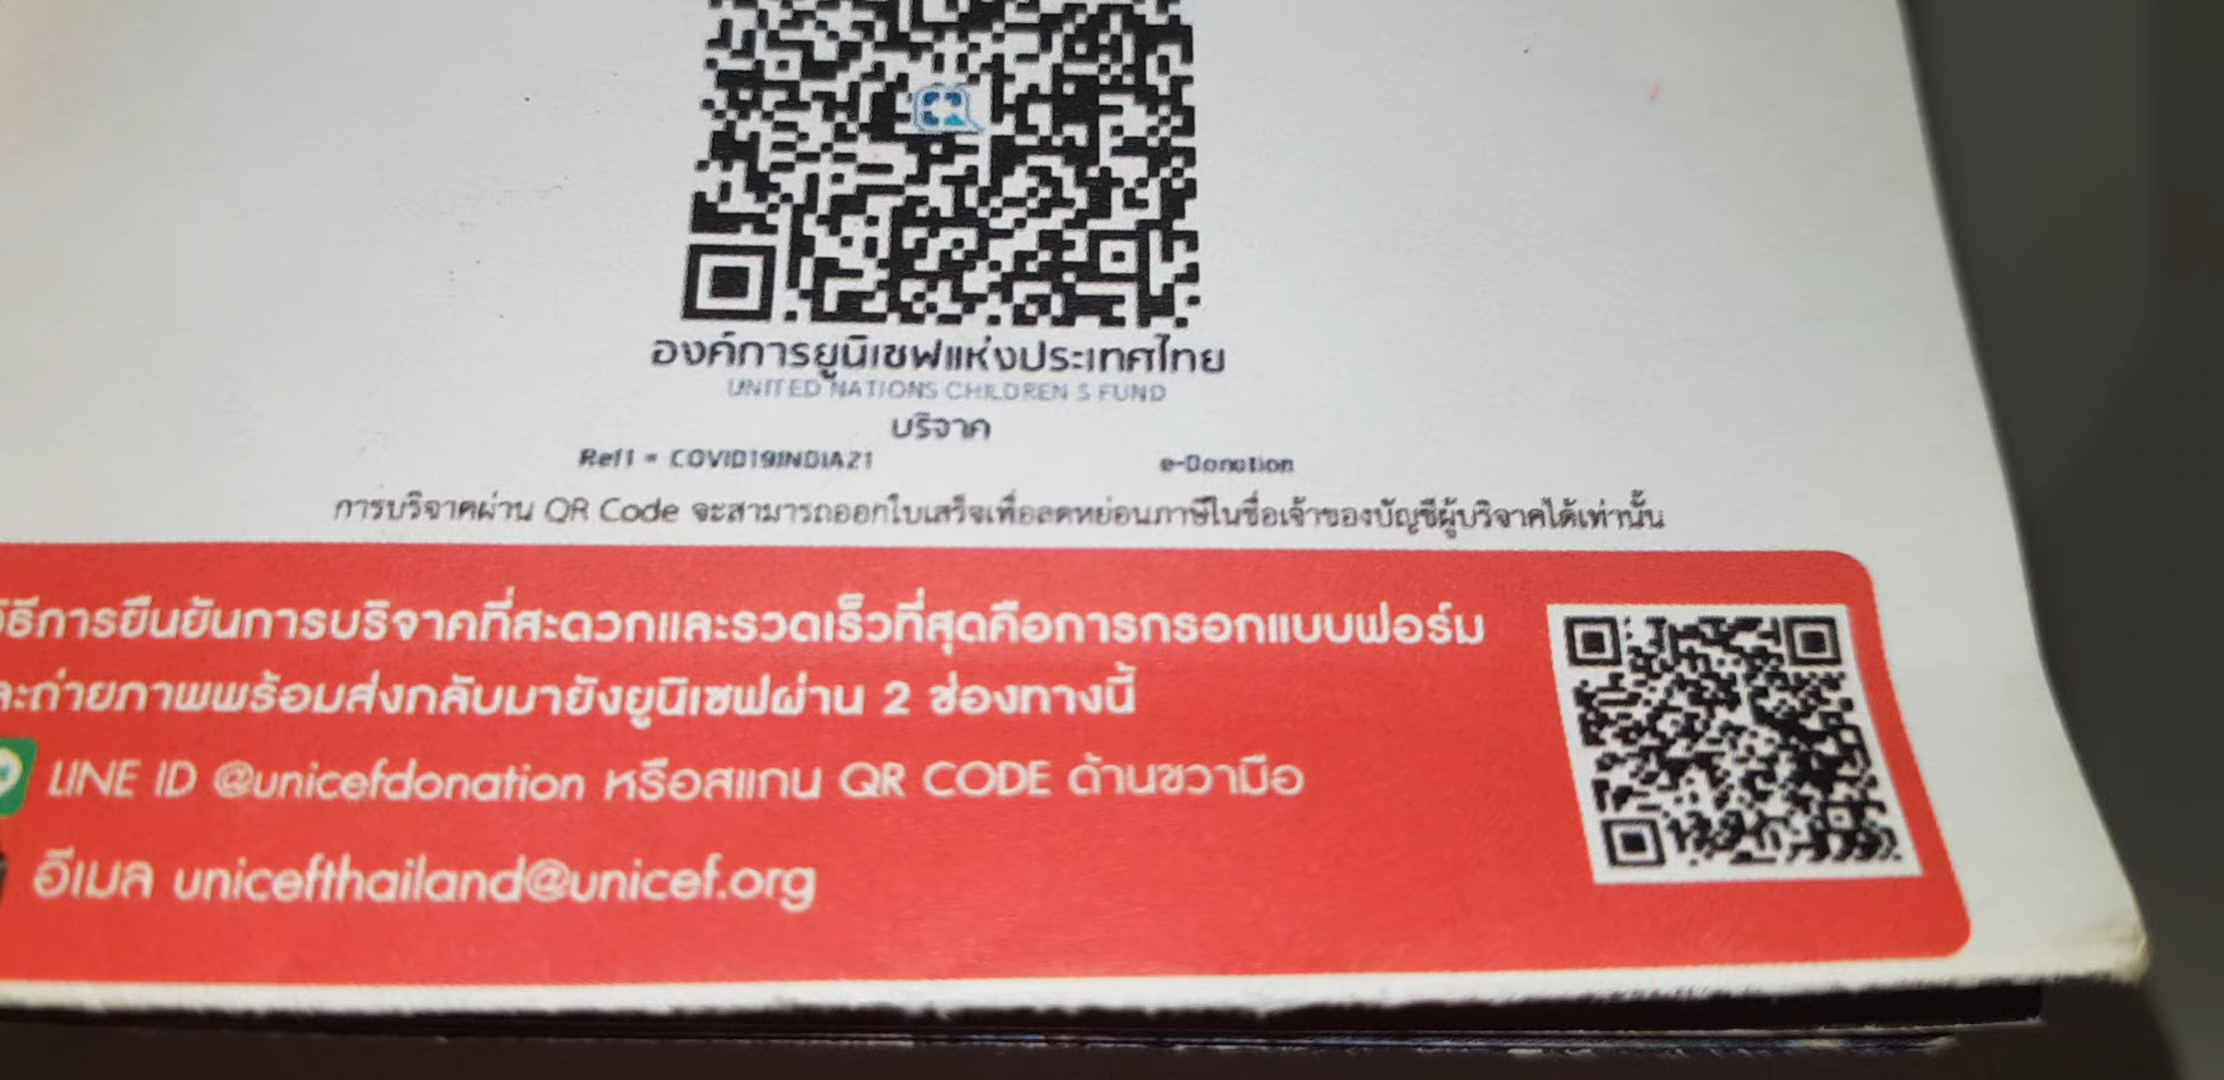 องค์การยูนิเซฟแห่งประเทศไทย
UNITED NATIONS CHILDREN S FUND
บริจาค
Ref1 = COVID19INDIA21 e-Donation
การบริจาคผ่าน QR Code จะสามารถออกใบเสร็จเพื่อลดหย่อนภาษีในชื่อเจ้าของบัญชีผู้บริจาคได้เท่านั้น
วิธีการยืนยันการบริจาคที่สะดวกและรวดเร็วที่สุดคือการกรอกแบบฟอร์ม
และถ่ายภาพพร้อมส่งกลับมายังยูนิเซฟผ่าน 2 ช่องทางนี้
LINE ID @unicefdonation หรือสแกน QR CODE ด้านขวามือ
อีเมล unicefthailand@unicef.org